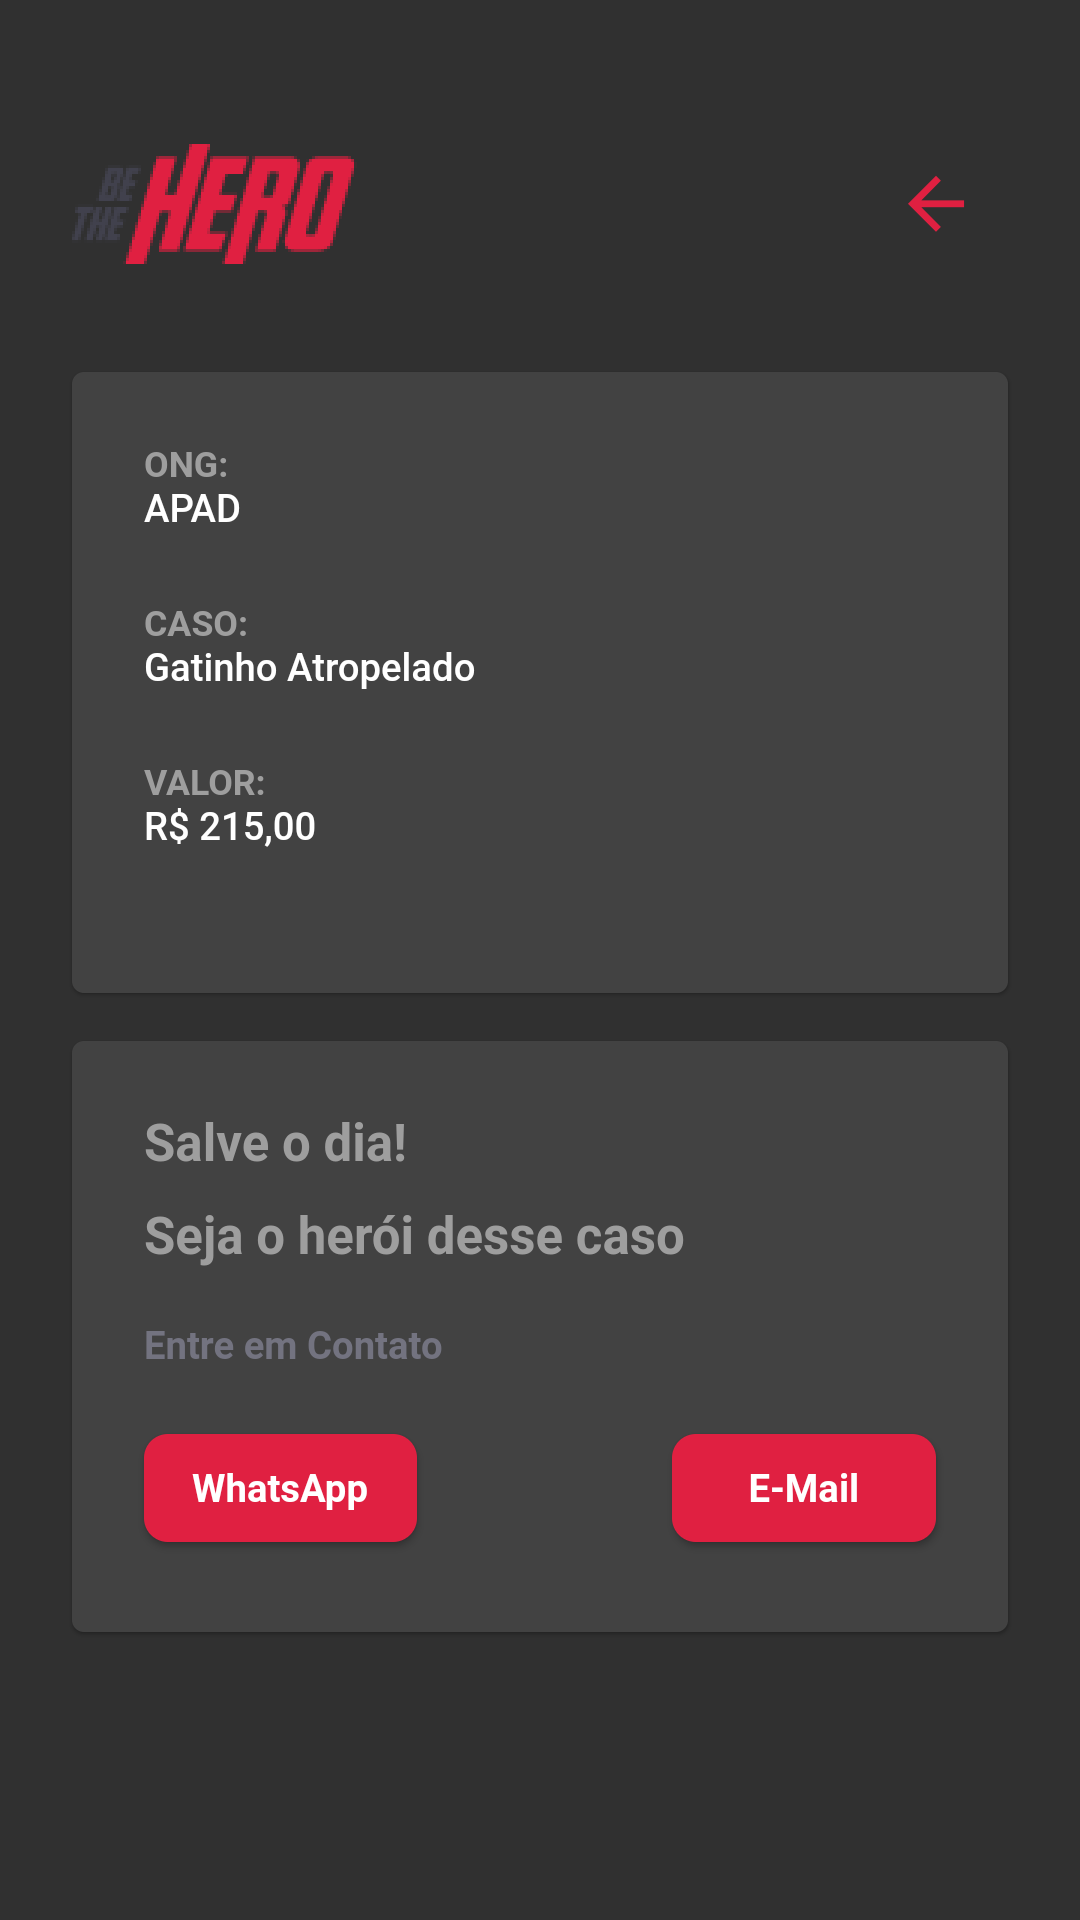 BE
THE HERO
ONG:
APAD
CASO:
Gatinho Atropelado
VALOR:
R$ 215,00
Salve o dia!
Seja o herói desse caso
Entre em Contato
WhatsApp
E-Mail